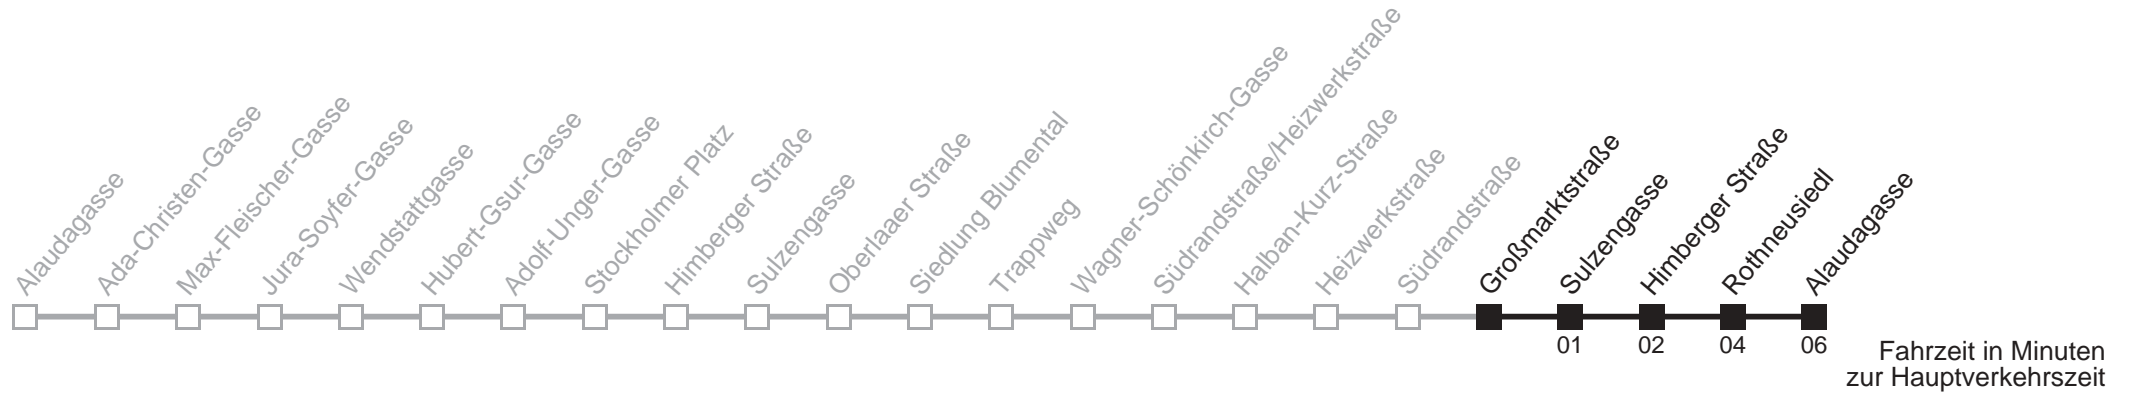 Alaudagasse
Ada-Christen-Gasse
Max-Fleischer-Gasse
Jura-Soyfer-Gasse
Wendstattgasse
Hubert-Gsur-Gasse
Adolf-Unger-Gasse
Stockholmer Platz
Himberger Straße
Sulzengasse
Oberlaaer Straße
Siedlung Blumental
Trappweg
Wagner-Schönkirch-Gasse
Südrandstraße/Heizwerkstraße
Halban-Kurz-Straße
Heizwerkstraße
Südrandstraße
Großmarktstraße
Sulzengasse
Himberger Straße
Rothneusiedl
Alaudagasse
01 02 04 06
Fahrzeit in Minuten
zur Hauptverkehrszeit